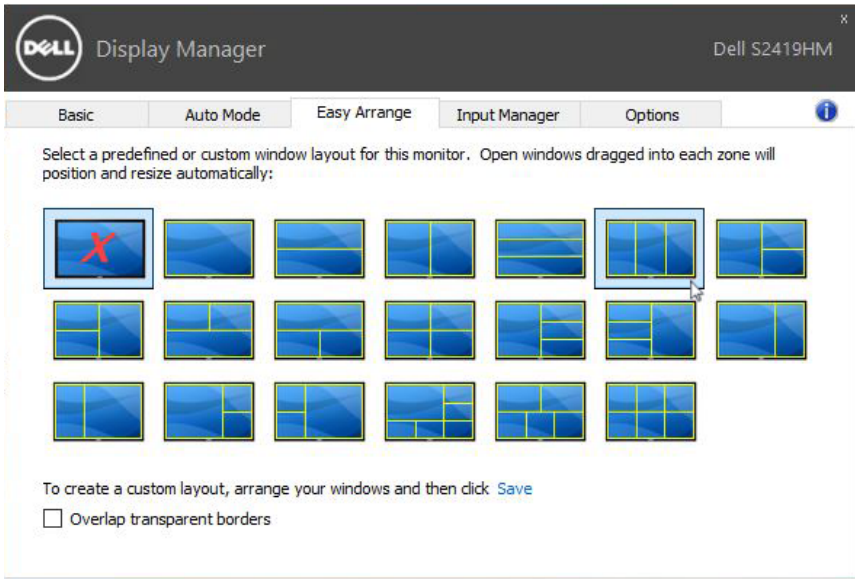 x
DELL
Display Manager
Dell S2419HM
Basic
Auto Mode
Easy Arrange
Input Manager
Options
i
Select a predefined or custom window layout for this monitor. Open windows dragged into each zone will
position and resize automatically:
X
To create a custom layout, arrange your windows and then click Save
Overlap transparent borders